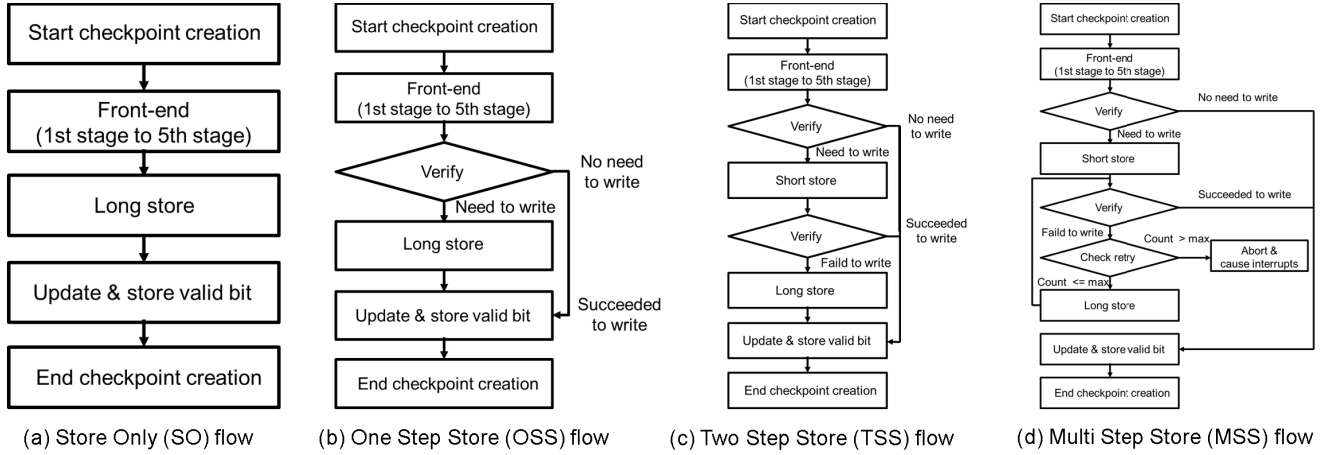 Start checkpoint creation
Front-end
(1st stage to 5th stage)
Long store
Update & store valid bit
End checkpoint creation
(a) Store Only (SO) flow
Start checkpoint creation
Front-end
(1st stage to 5th stage)
Verify
No need
to write
Need to write
Long store
Update & store valid bit
Succeeded
to write
End checkpoint creation
(b) One Step Store (OSS) flow
Start checkpoint creation
Front-end
(1st stage to 5th stage)
Verify
No need
to write
Need to write
Short store
Verify
Succeeded
to write
Faild to write
Long store
Update & store valid bit
End checkpoint creation
(c) Two Step Store (TSS) flow
Start checkpoint creation
Front-end
(1st stage to 5th stage)
No need to write
Verify
Need to write
Short store
Succeeded to write
Verify
Faild to write
Count > max
Check retry
Abort &
cause interrupts
Count <= max
Long store
Update & store valid bit
End checkpoint creation
(d) Multi Step Store (MSS) flow